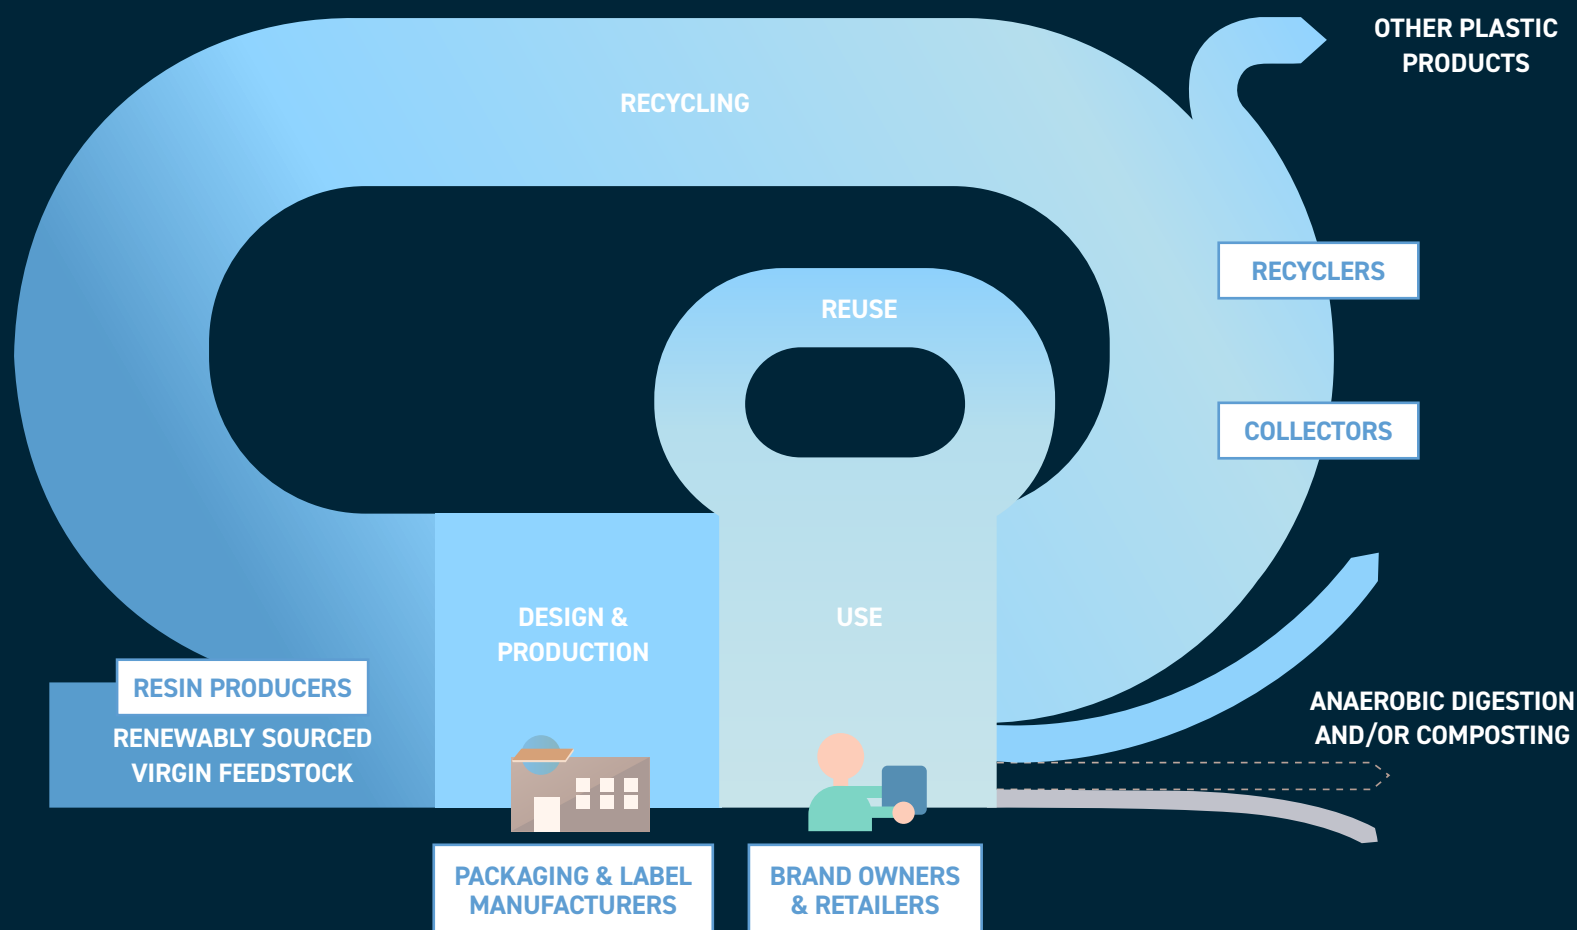 OTHER PLASTIC
PRODUCTS
RECYCLING
RECYCLERS
REUSE
COLLECTORS
DESIGN &
PRODUCTION
USE
RESIN PRODUCERS
RENEWABLY SOURCED
VIRGIN FEEDSTOCK
ANAEROBIC DIGESTION
AND/OR COMPOSTING
PACKAGING & LABEL
MANUFACTURERS
BRAND OWNERS
& RETAILERS